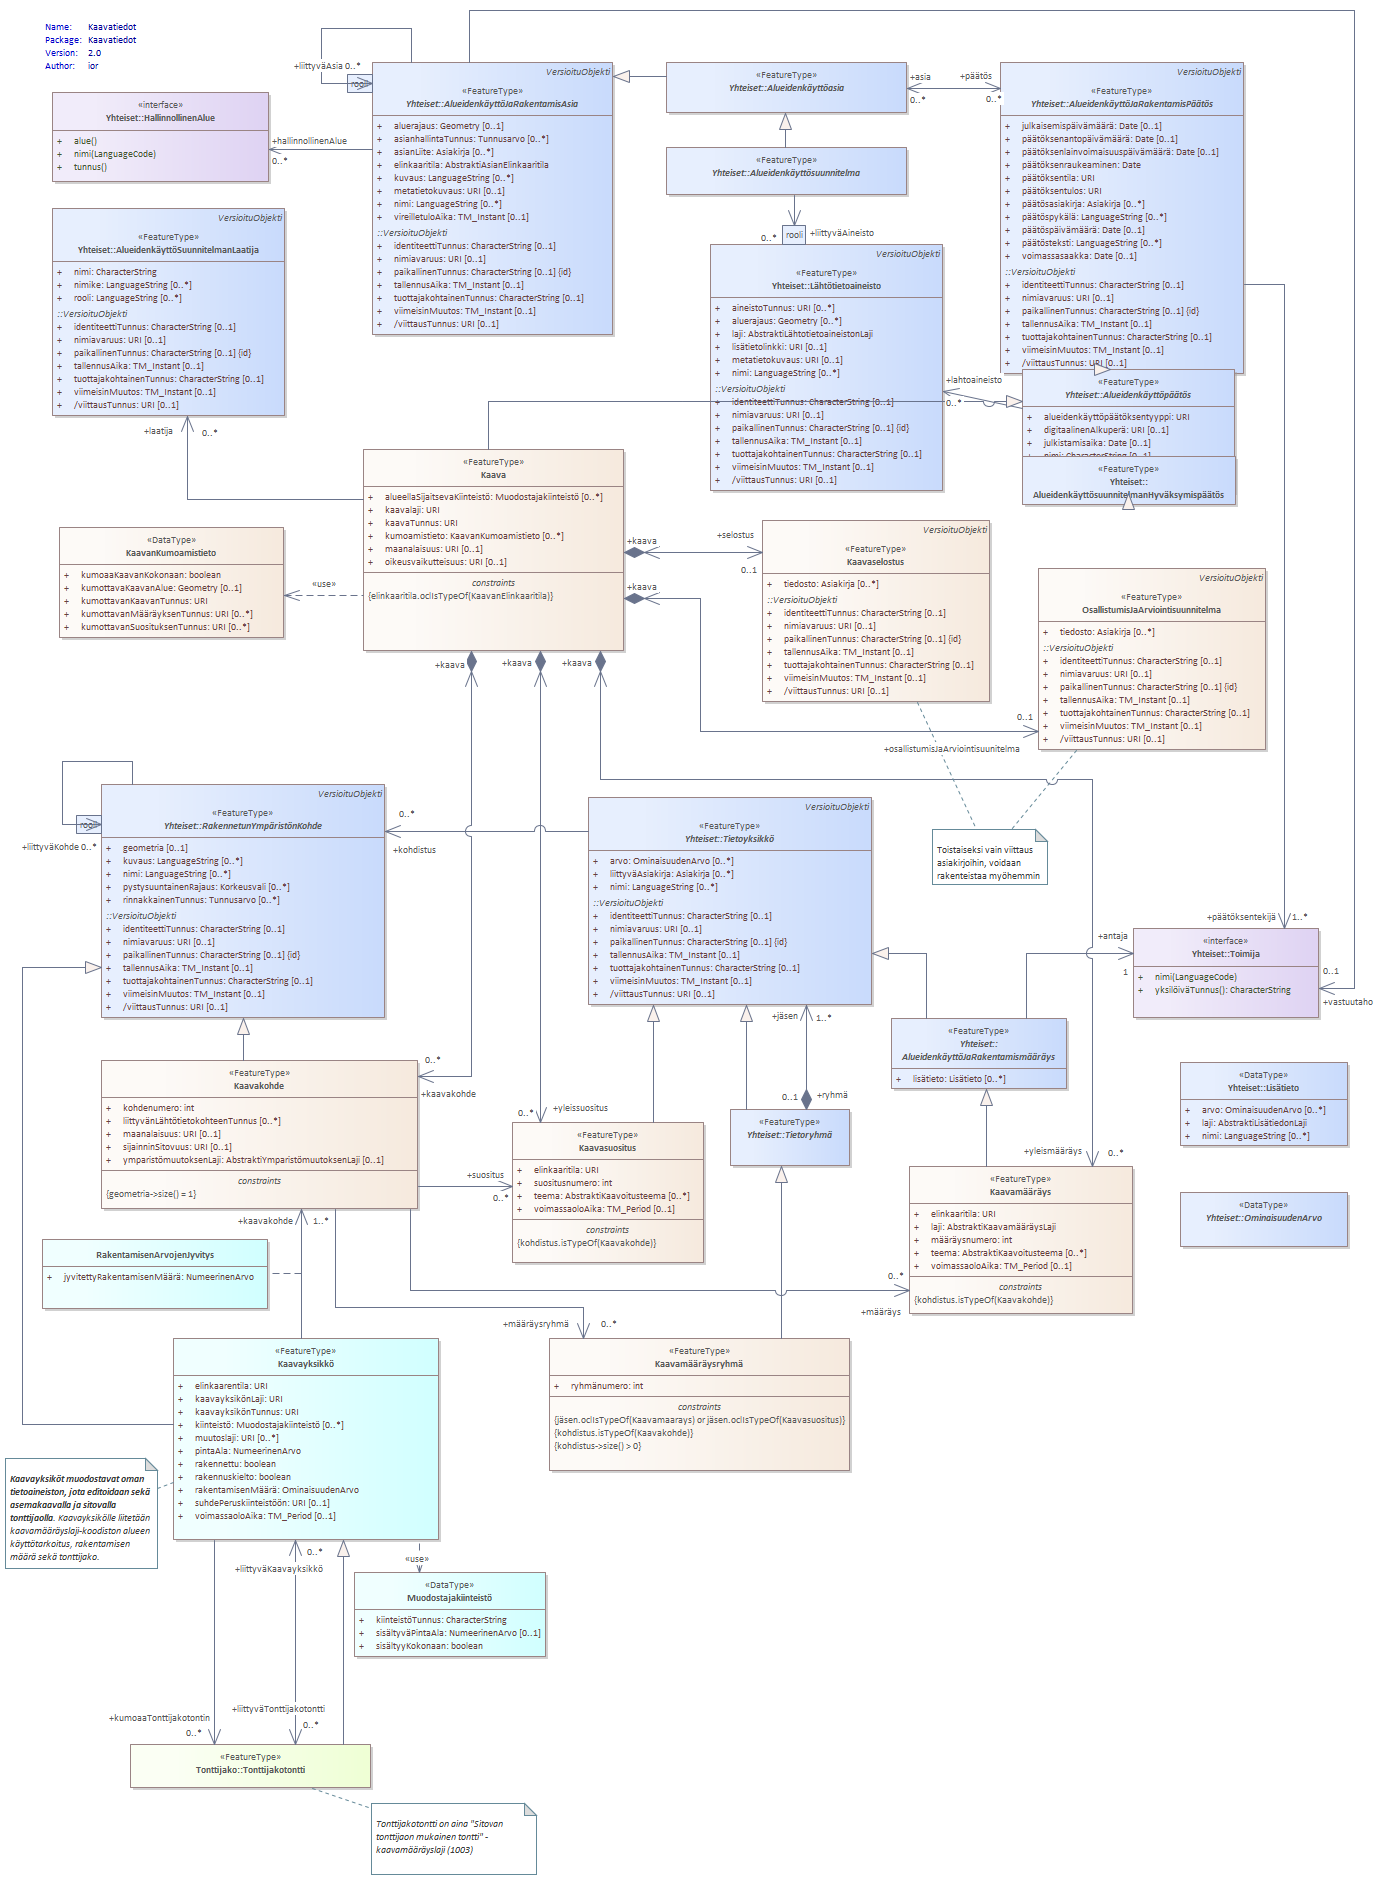 Name: Kaavatiedot
Package: Kaavatiedot
Version: 2.0
Author: ior
«interface»
Yhteiset::HallinnollinenAlue
+ alue()
+ nimi(LanguageCode)
+ tunnus()
+hallinnollinenAlue
0..*
+liittyväAsia 0..*
rooli
VersioituObjekti
«FeatureType»
Yhteiset::AlueidenkäyttöJaRakentamisAsia
+ aluerajaus: Geometry [0..1]
+ asianhallintaTunnus: Tunnusarvo [0..*]
+ asianLiite: Asiakirja [0..*]
+ elinkaaritila: AbstraktiAsianElinkaaritila
+ kuvaus: LanguageString [0..*]
+ metatietokuvaus: URI [0..1]
+ nimi: LanguageString [0..*]
+ vireilletuloAika: TM_Instant [0..1]
::VersioituObjekti
+ identiteettiTunnus: CharacterString [0..1]
+ nimiavaruus: URI [0..1]
+ paikallinenTunnus: CharacterString [0..1] {id}
+ tallennusAika: TM_Instant [0..1]
+ tuottajakohtainenTunnus: CharacterString [0..1]
+ viimeisinMuutos: TM_Instant [0..1]
+ /viittausTunnus: URI [0..1]
«FeatureType»
Yhteiset::Alueidenkäyttöasia
+asia
0..*
+päätös
0..*
«FeatureType»
Yhteiset::Alueidenkäyttösuunnitelma
0..*
rooli
+liittyväAineisto
VersioituObjekti
«FeatureType»
Yhteiset::AlueidenkäyttöJaRakentamisPäätös
+ julkaisemispäivämäärä: Date [0..1]
+ päätöksenantopäivämäärä: Date [0..1]
+ päätöksenlainvoimaisuuspäivämäärä: Date [0..1]
+ päätöksenraukeaminen: Date
+ päätöksentila: URI
+ päätöksentulos: URI
+ päätösasiakirja: Asiakirja [0..*]
+ päätöspykälä: LanguageString [0..*]
+ päätöspäivämäärä: Date [0..1]
+ päätösteksti: LanguageString [0..*]
+ voimassasaakka: Date [0..1]
::VersioituObjekti
+ identiteettiTunnus: CharacterString [0..1]
+ nimiavaruus: URI [0..1]
+ paikallinenTunnus: CharacterString [0..1] {id}
+ tallennusAika: TM_Instant [0..1]
+ tuottajakohtainenTunnus: CharacterString [0..1]
+ viimeisinMuutos: TM_Instant [0..1]
+ /viittausTunnus: URI [0..1]
VersioituObjekti
«FeatureType»
Yhteiset::AlueidenkäyttöSuunnitelmanLaatija
+ nimi: CharacterString
+ nimike: LanguageString [0..*]
+ rooli: LanguageString [0..*]
::VersioituObjekti
+ identiteettiTunnus: CharacterString [0..1]
+ nimiavaruus: URI [0..1]
+ paikallinenTunnus: CharacterString [0..1] {id}
+ tallennusAika: TM_Instant [0..1]
+ tuottajakohtainenTunnus: CharacterString [0..1]
+ viimeisinMuutos: TM_Instant [0..1]
+ /viittausTunnus: URI [0..1]
+laatija
0..*
VersioituObjekti
«FeatureType»
Yhteiset::Lähtötietoaineisto
+ aineistoTunnus: URI [0..*]
+ aluerajaus: Geometry [0..*]
+ laji: AbstraktiLähtotietoaineistonLaji
+ lisätietolinkki: URI [0..1]
+ metatietokuvaus: URI [0..1]
+ nimi: LanguageString [0..*]
::VersioituObjekti
+ identiteettiTunnus: CharacterString [0..1]
+ nimiavaruus: URI [0..1]
+ paikallinenTunnus: CharacterString [0..1] {id}
+ tallennusAika: TM_Instant [0..1]
+ tuottajakohtainenTunnus: CharacterString [0..1]
+ viimeisinMuutos: TM_Instant [0..1]
+ /viittausTunnus: URI [0..1]
+lahtoaineisto
0..*
«FeatureType»
Yhteiset::Alueidenkäyttöpäätös
+ alueidenkäyttöpäätöksentyyppi: URI
+ digitaalinenAlkuperä: URI [0..1]
+ julkistamisaika: Date [0..1]
+ nimi: CharacterString
«FeatureType»
Yhteiset::
AlueidenkäyttösuunnitelmanHyväksymispäätös
«FeatureType»
Kaava
+ alueellaSijaitsevaKiinteistö: Muodostajakiinteistö [0..*]
+ kaavalaji: URI
+ kaavaTunnus: URI
+ kumoamistieto: KaavanKumoamistieto [0..*]
+ maanalaisuus: URI [0..1]
+ oikeusvaikutteisuus: URI [0..1]
constraints
{elinkaaritila.oclIsTypeOf(KaavanElinkaaritila)}
«DataType»
KaavanKumoamistieto
+ kumoaaKaavanKokonaan: boolean
+ kumottavaKaavanAlue: Geometry [0..1]
+ kumottavanKaavanTunnus: URI
+ kumottavanMääräyksenTunnus: URI [0..*]
+ kumottavanSuosituksenTunnus: URI [0..*]
«use»
+kaava
+selostus
0..1
+kaava
VersioituObjekti
«FeatureType»
Kaavaselostus
+ tiedosto: Asiakirja [0..*]
::VersioituObjekti
+ identiteettiTunnus: CharacterString [0..1]
+ nimiavaruus: URI [0..1]
+ paikallinenTunnus: CharacterString [0..1] {id}
+ tallennusAika: TM_Instant [0..1]
+ tuottajakohtainenTunnus: CharacterString [0..1]
+ viimeisinMuutos: TM_Instant [0..1]
+ /viittausTunnus: URI [0..1]
VersioituObjekti
«FeatureType»
OsallistumisJaArviointisuunnitelma
+ tiedosto: Asiakirja [0..*]
::VersioituObjekti
+ identiteettiTunnus: CharacterString [0..1]
+ nimiavaruus: URI [0..1]
+ paikallinenTunnus: CharacterString [0..1] {id}
+ tallennusAika: TM_Instant [0..1]
+ tuottajakohtainenTunnus: CharacterString [0..1]
+ viimeisinMuutos: TM_Instant [0..1]
+ /viittausTunnus: URI [0..1]
+kaava
+kaava
+kaava
0..1
+osallistumisJaArviointisuunitelma
Toistaiseksi vain viittaus
asiakirjoihin, voidaan
rakenteistaa myöhemmin
rooli
+liittyväKohde 0..*
VersioituObjekti
«FeatureType»
Yhteiset::RakennetunYmpäristönKohde
+ geometria [0..1]
+ kuvaus: LanguageString [0..*]
+ nimi: LanguageString [0..*]
+ pystysuuntainenRajaus: Korkeusvali [0..*]
+ rinnakkainenTunnus: Tunnusarvo [0..*]
::VersioituObjekti
+ identiteettiTunnus: CharacterString [0..1]
+ nimiavaruus: URI [0..1]
+ paikallinenTunnus: CharacterString [0..1] {id}
+ tallennusAika: TM_Instant [0..1]
+ tuottajakohtainenTunnus: CharacterString [0..1]
+ viimeisinMuutos: TM_Instant [0..1]
+ /viittausTunnus: URI [0..1]
0..*
+kohdistus
VersioituObjekti
«FeatureType»
Yhteiset::Tietoyksikkö
+ arvo: OminaisuudenArvo [0..*]
+ liittyväAsiakirja: Asiakirja [0..*]
+ nimi: LanguageString [0..*]
::VersioituObjekti
+ identiteettiTunnus: CharacterString [0..1]
+ nimiavaruus: URI [0..1]
+ paikallinenTunnus: CharacterString [0..1] {id}
+ tallennusAika: TM_Instant [0..1]
+ tuottajakohtainenTunnus: CharacterString [0..1]
+ viimeisinMuutos: TM_Instant [0..1]
+ /viittausTunnus: URI [0..1]
+päätöksentekijä
1..*
+antaja
1
«interface»
Yhteiset::Toimija
+ nimi(LanguageCode)
+ yksilöiväTunnus(): CharacterString
0..1
+vastuutaho
+jäsen
1..*
0..1
+ryhmä
«FeatureType»
Yhteiset::Tietoryhmä
«FeatureType»
Yhteiset::
AlueidenkäyttöJaRakentamismääräys
+ lisätieto: Lisätieto [0..*]
«DataType»
Yhteiset::Lisätieto
+ arvo: OminaisuudenArvo [0..*]
+ laji: AbstraktiLisätiedonLaji
+ nimi: LanguageString [0..*]
«DataType»
Yhteiset::OminaisuudenArvo
«FeatureType»
Kaavakohde
+ kohdenumero: int
+ liittyvänLähtötietokohteenTunnus [0..*]
+ maanalaisuus: URI [0..1]
+ sijainninSitovuus: URI [0..1]
+ ymparistömuutoksenLaji: AbstraktiYmparistömuutoksenLaji [0..1]
constraints
{geometria->size() = 1}
0..*
+kaavakohde
+yleissuositus
0..*
+suositus
0..*
«FeatureType»
Kaavasuositus
+ elinkaaritila: URI
+ suositusnumero: int
+ teema: AbstraktiKaavoitusteema [0..*]
+ voimassaoloAika: TM_Period [0..1]
constraints
{kohdistus.isTypeOf(Kaavakohde)}
+yleismääräys
0..*
«FeatureType»
Kaavamääräys
+ elinkaaritila: URI
+ laji: AbstraktiKaavamääräysLaji
+ määräysnumero: int
+ teema: AbstraktiKaavoitusteema [0..*]
+ voimassaoloAika: TM_Period [0..1]
constraints
{kohdistus.isTypeOf(Kaavakohde)}
0..*
+määräys
+kaavakohde
1..*
RakentamisenArvojenJyvitys
+ jyvitettyRakentamisenMäärä: NumeerinenArvo
+määräysryhmä
0..*
«FeatureType»
Kaavamääräysryhmä
+ ryhmänumero: int
constraints
{jäsen.oclIsTypeOf(Kaavamaarays) or jäsen.oclIsTypeOf(Kaavasuositus)}
{kohdistus.isTypeOf(Kaavakohde)}
{kohdistus->size() > 0}
«FeatureType»
Kaavayksikkö
+ elinkaarentila: URI
+ kaavayksikönLaji: URI
+ kaavayksikönTunnus: URI
+ kiinteistö: Muodostajakiinteistö [0..*]
+ muutoslaji: URI [0..*]
+ pintaAla: NumeerinenArvo
+ rakennettu: boolean
+ rakennuskielto: boolean
+ rakentamisenMäärä: OminaisuudenArvo
+ suhdePeruskiinteistöön: URI [0..1]
+ voimassaoloAika: TM_Period [0..1]
Kaavayksiköt muodostavat oman
tietoaineiston, jota editoidaan sekä
asemakaavalla ja sitovalla
tonttijaolla. Kaavayksikölle liitetään
kaavamääräyslaji-koodiston alueen
käyttötarkoitus, rakentamisen
määrä sekä tonttijako.
0..*
+liittyväKaavayksikkö
«use»
«DataType»
Muodostajakiinteistö
+ kiinteistöTunnus: CharacterString
+ sisältyväPintaAla: NumeerinenArvo [0..1]
+ sisältyyKokonaan: boolean
+kumoaaTonttijakotontin
0..*
+liittyväTonttijakotontti
0..*
«FeatureType»
Tonttijako::Tonttijakotontti
Tonttijakotontti on aina "Sitovan
tonttijaon mukainen tontti" -
kaavamääräyslaji (1003)